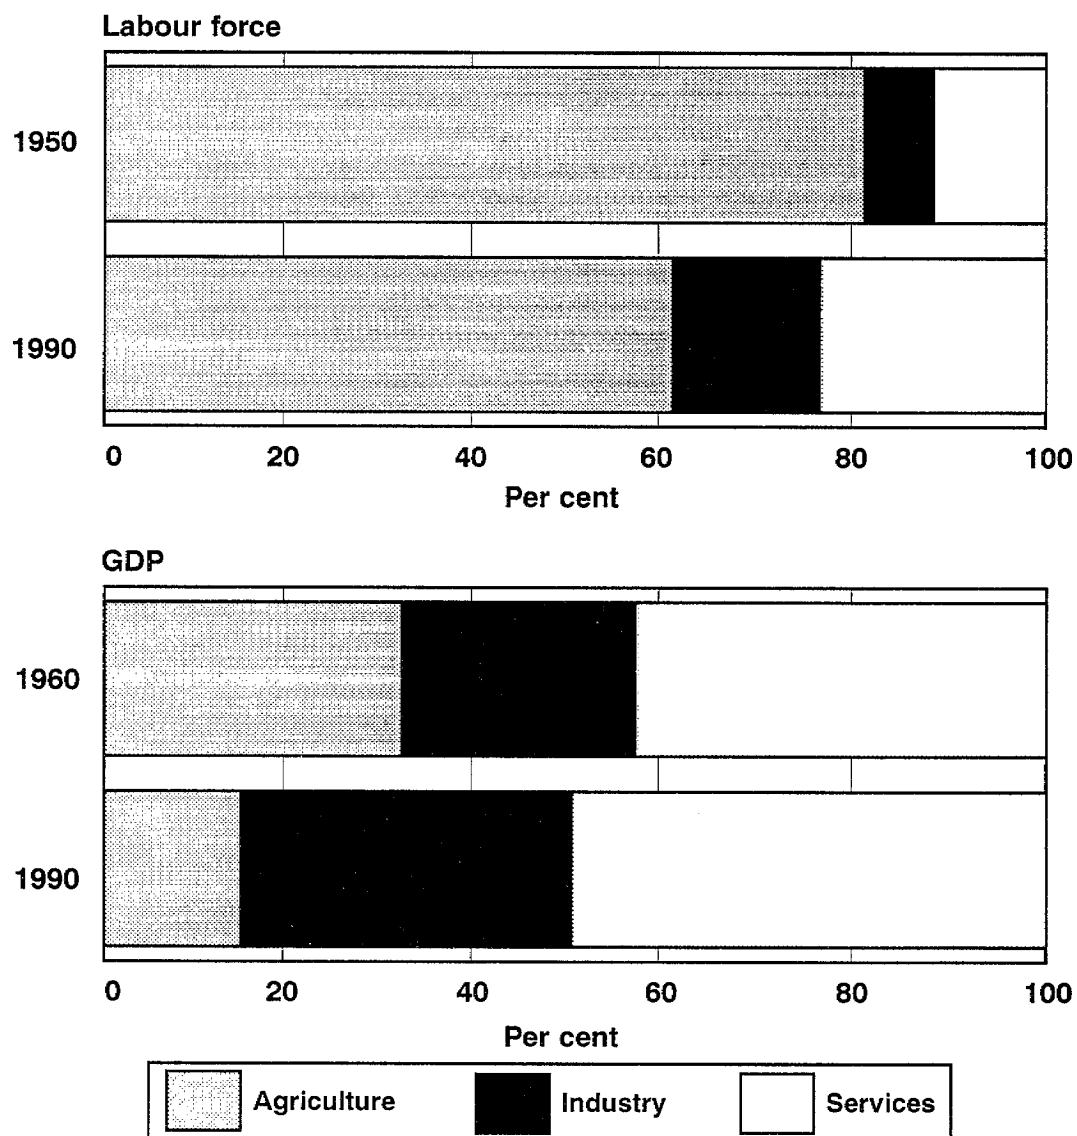 Labour force
1950
1990
0 20 40 60 80 100
Per cent
GDP
1960
1990
0 20 40 60 80 100
Per cent
Agriculture Industry Services